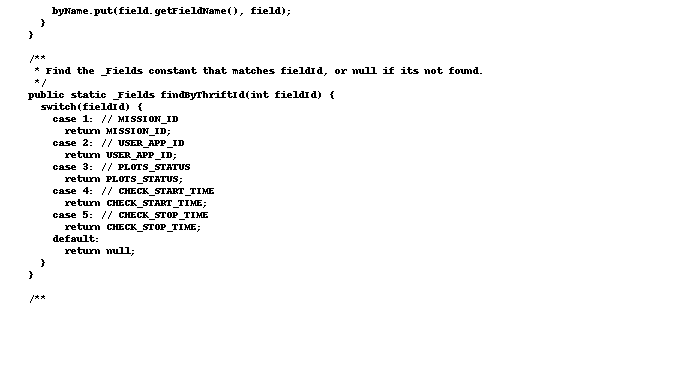 byName.put(field.getFieldName(), field);
}
}
/**
* Find the _Fields constant that matches fieldId, or null if its not found.
*/
public static _Fields findByThriftId(int fieldId) {
switch(fieldId) {
case 1: // MISSION_ID
return MISSION_ID;
case 2: // USER_APP_ID
return USER_APP_ID;
case 3: // PLOTS_STATUS
return PLOTS_STATUS;
case 4: // CHECK_START_TIME
return CHECK_START_TIME;
case 5: // CHECK_STOP_TIME
return CHECK_STOP_TIME;
default:
return null;
}
}
/**